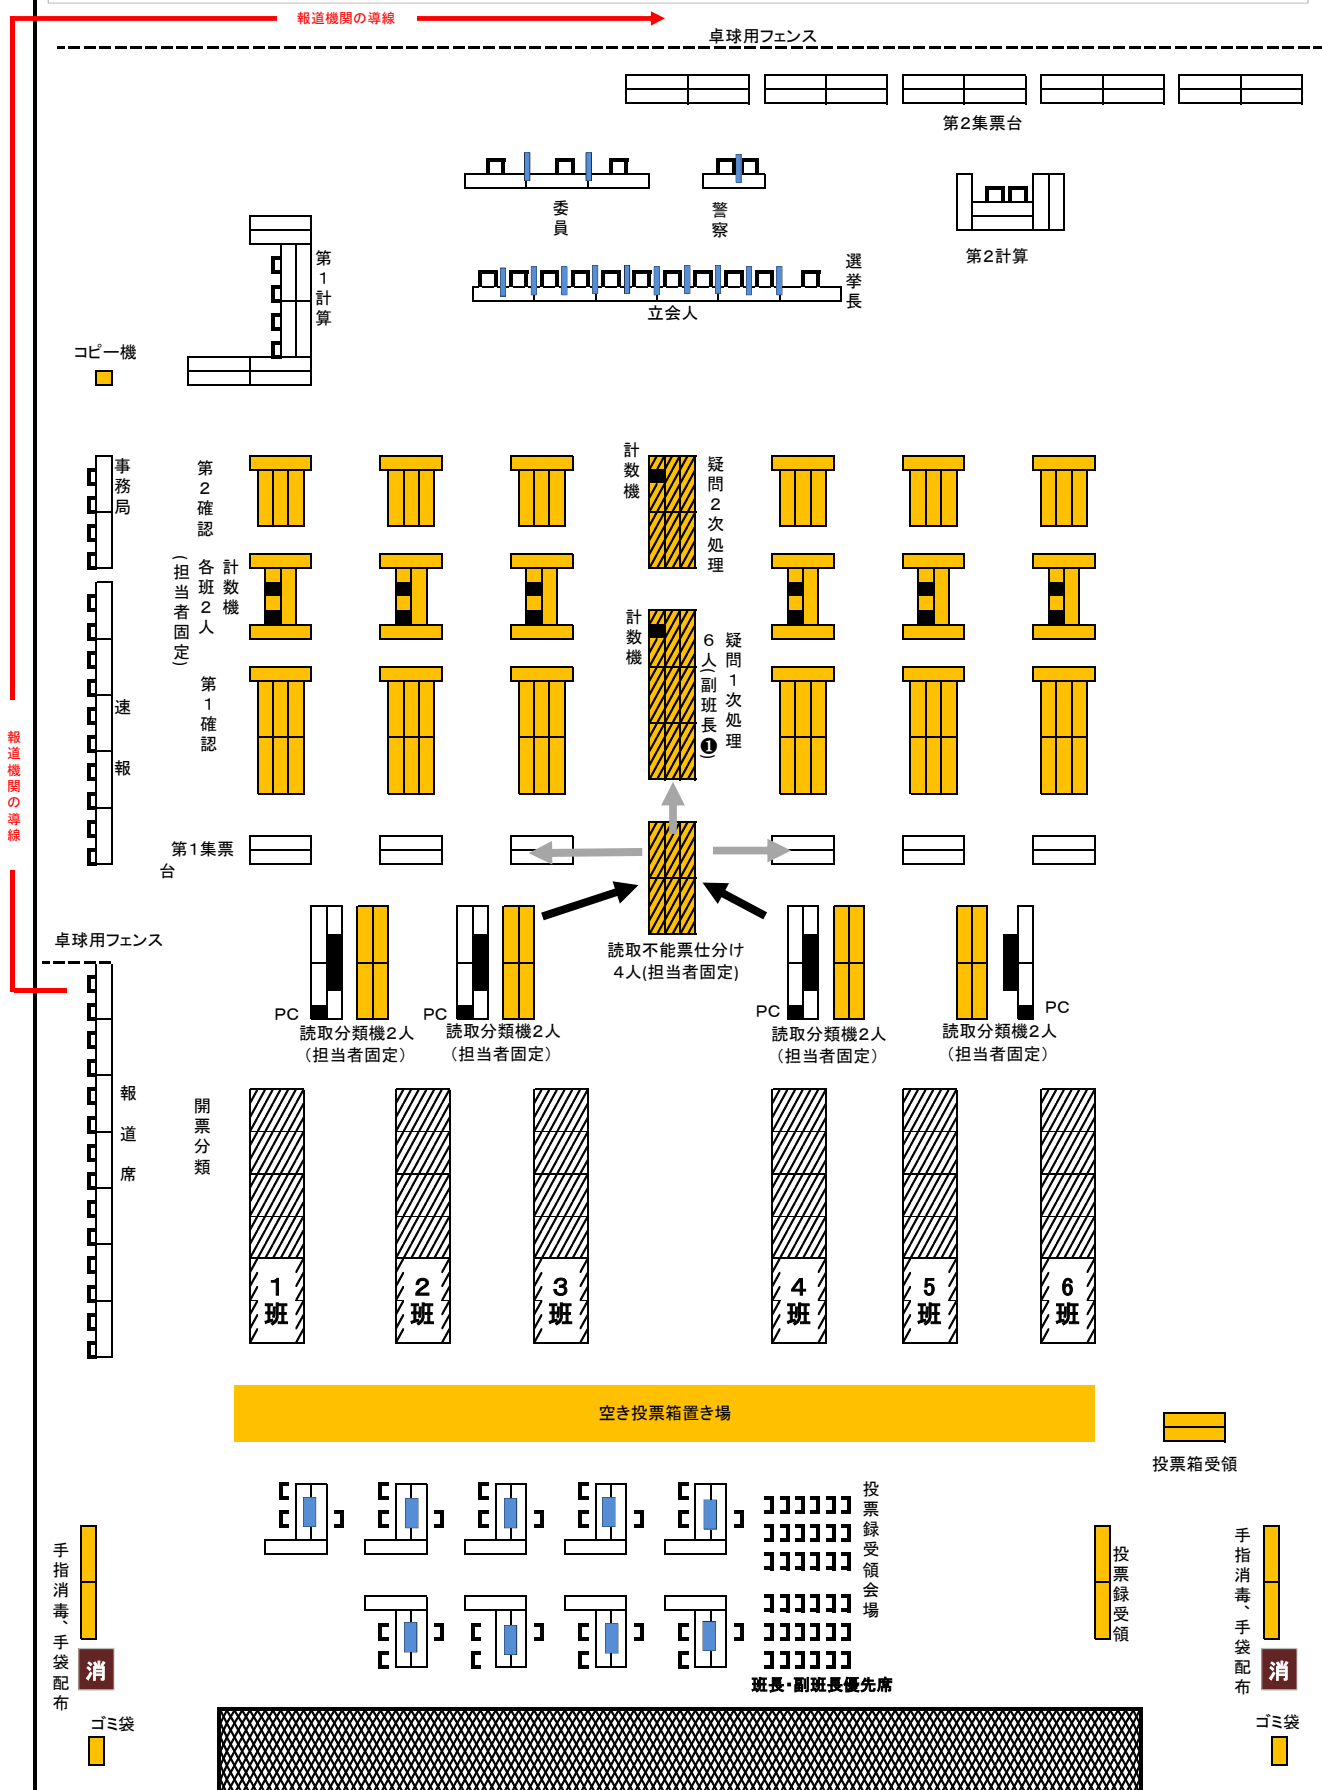 報道機関の導線
卓球用フェンス
第2集票台
委員
警察
第2計算
選挙長
立会人
第1計算
コピー機
事務局
第2確認
計数機
疑問2次処理
計数機
各班2人
(担当者固定)
計数機
疑問1次処理
6人(副班長❶)
第1確認
速報
報道機関の導線
第1集票
台
卓球用フェンス
読取不能票仕分け
4人(担当者固定)
PC
読取分類機2人
(担当者固定)
PC
読取分類機2人
(担当者固定)
PC
読取分類機2人
(担当者固定)
PC
読取分類機2人
(担当者固定)
報道席
開票分類
1
班
2
班
3
班
4
班
5
班
6
班
空き投票箱置き場
投票箱受領
投票録受領会場
班長・副班長優先席
投票録受領
手指消毒、手袋配布
消
ゴミ袋
手指消毒、手袋配布
消
ゴミ袋